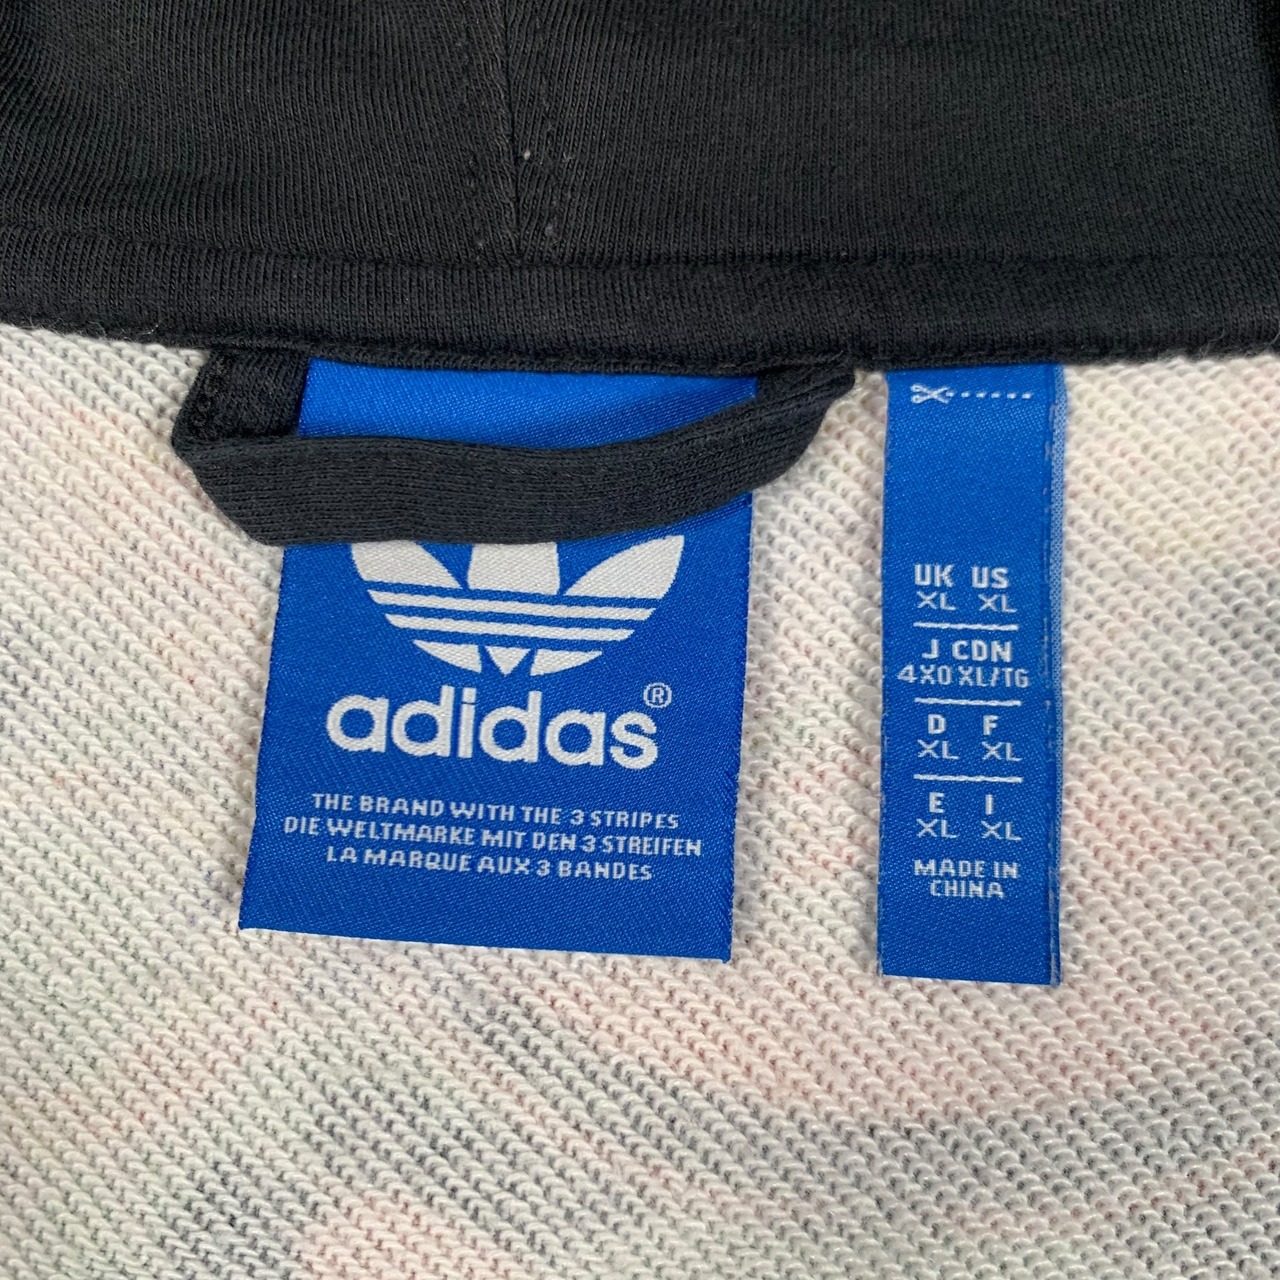 adidas®
THE BRAND WITH THE 3 STRIPES
DIE WELTMARKE MIT DEN 3 STREIFEN
LA MARQUE AUX 3 BANDES
UK US
XL XL
J CDN
4XO XL/TG
D F
XL XL
E I
XL XL
MADE IN
CHINA